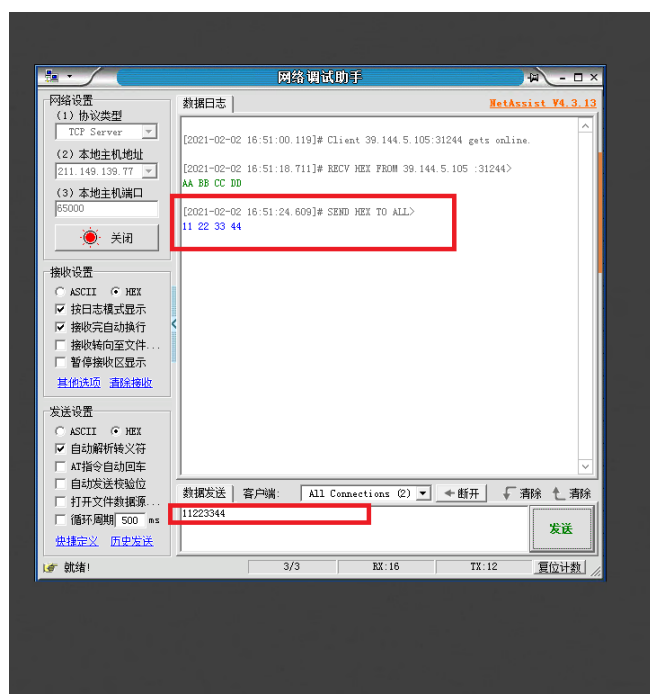 网络调试助手
网络设置
(1) 协议类型
TCP Server
(2) 本地主机地址
211.149.139.77
(3) 本地主机端口
65000
关闭
接收设置
ASCII HEX
按日志模式显示
接收完自动换行
接收转向至文件...
暂停接收区显示
其他选项 清除接收
发送设置
ASCII HEX
自动解析转义符
AT指令自动回车
自动发送校验位
打开文件数据源...
循环周期 500 ms
快捷定义 历史发送
数据日志 NetAssist V4.3.13
[2021-02-02 16:51:00.119]# Client 39.144.5.105:31244 gets online.
[2021-02-02 16:51:18.711]# RECV HEX FROM 39.144.5.105 :31244>
AA BB CC DD
[2021-02-02 16:51:24.609]# SEND HEX TO ALL>
11 22 33 44
数据发送 客户端: All Connections (2) 断开 清除 清除
11223344
发送
就绪! 3/3 RX:16 TX:12 复位计数